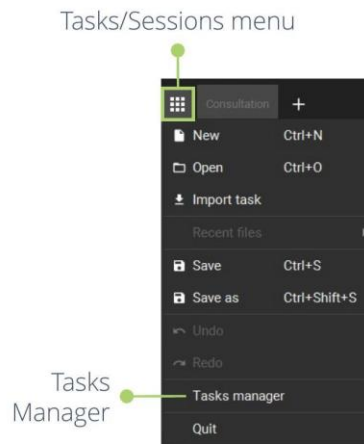 Tasks/Sessions menu
Consultation +
New Ctrl+N
Open Ctrl+O
Import task
Recent files
Save Ctrl+S
Save as Ctrl+Shift+S
Undo
Redo
Tasks
Manager
Tasks manager
Quit